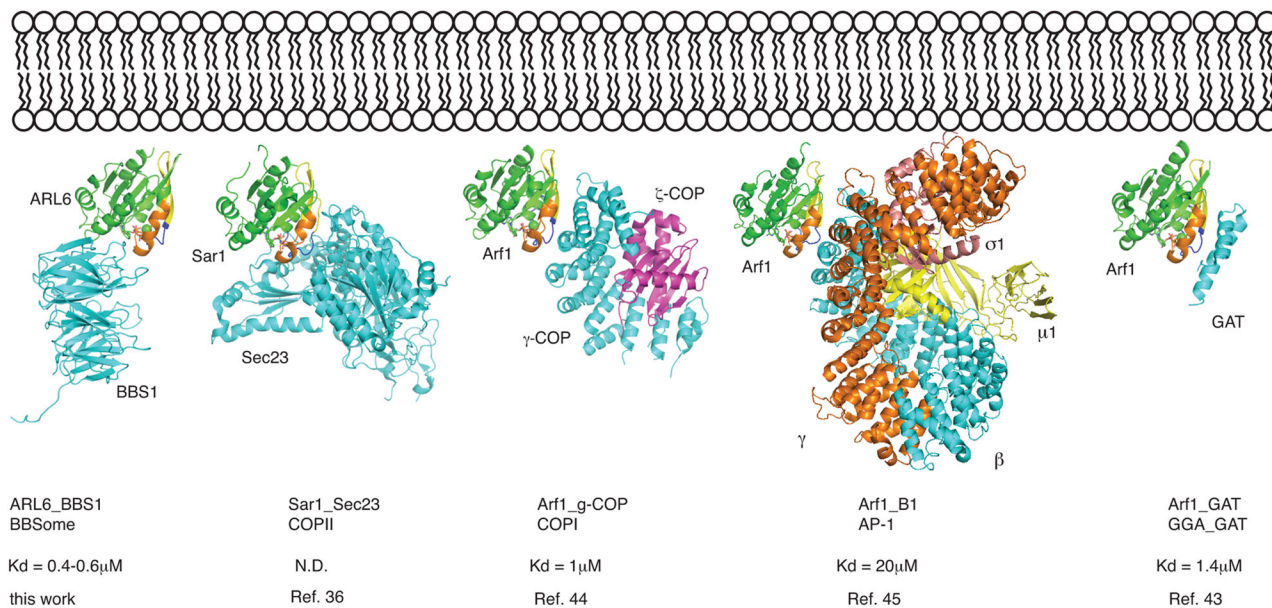 ARL6
BBS1
Sar1
Sec23
Arf1
ζ-COP
γ-COP
Arf1
σ1
μ1
γ
β
Arf1
GAT
ARL6_BBS1
BBSome
Kd = 0.4-0.6μM
this work
Sar1_Sec23
COPII
N.D.
Ref. 36
Arf1_g-COP
COPI
Kd = 1μM
Ref. 44
Arf1_B1
AP-1
Kd = 20μM
Ref. 45
Arf1_GAT
GGA_GAT
Kd = 1.4μM
Ref. 43